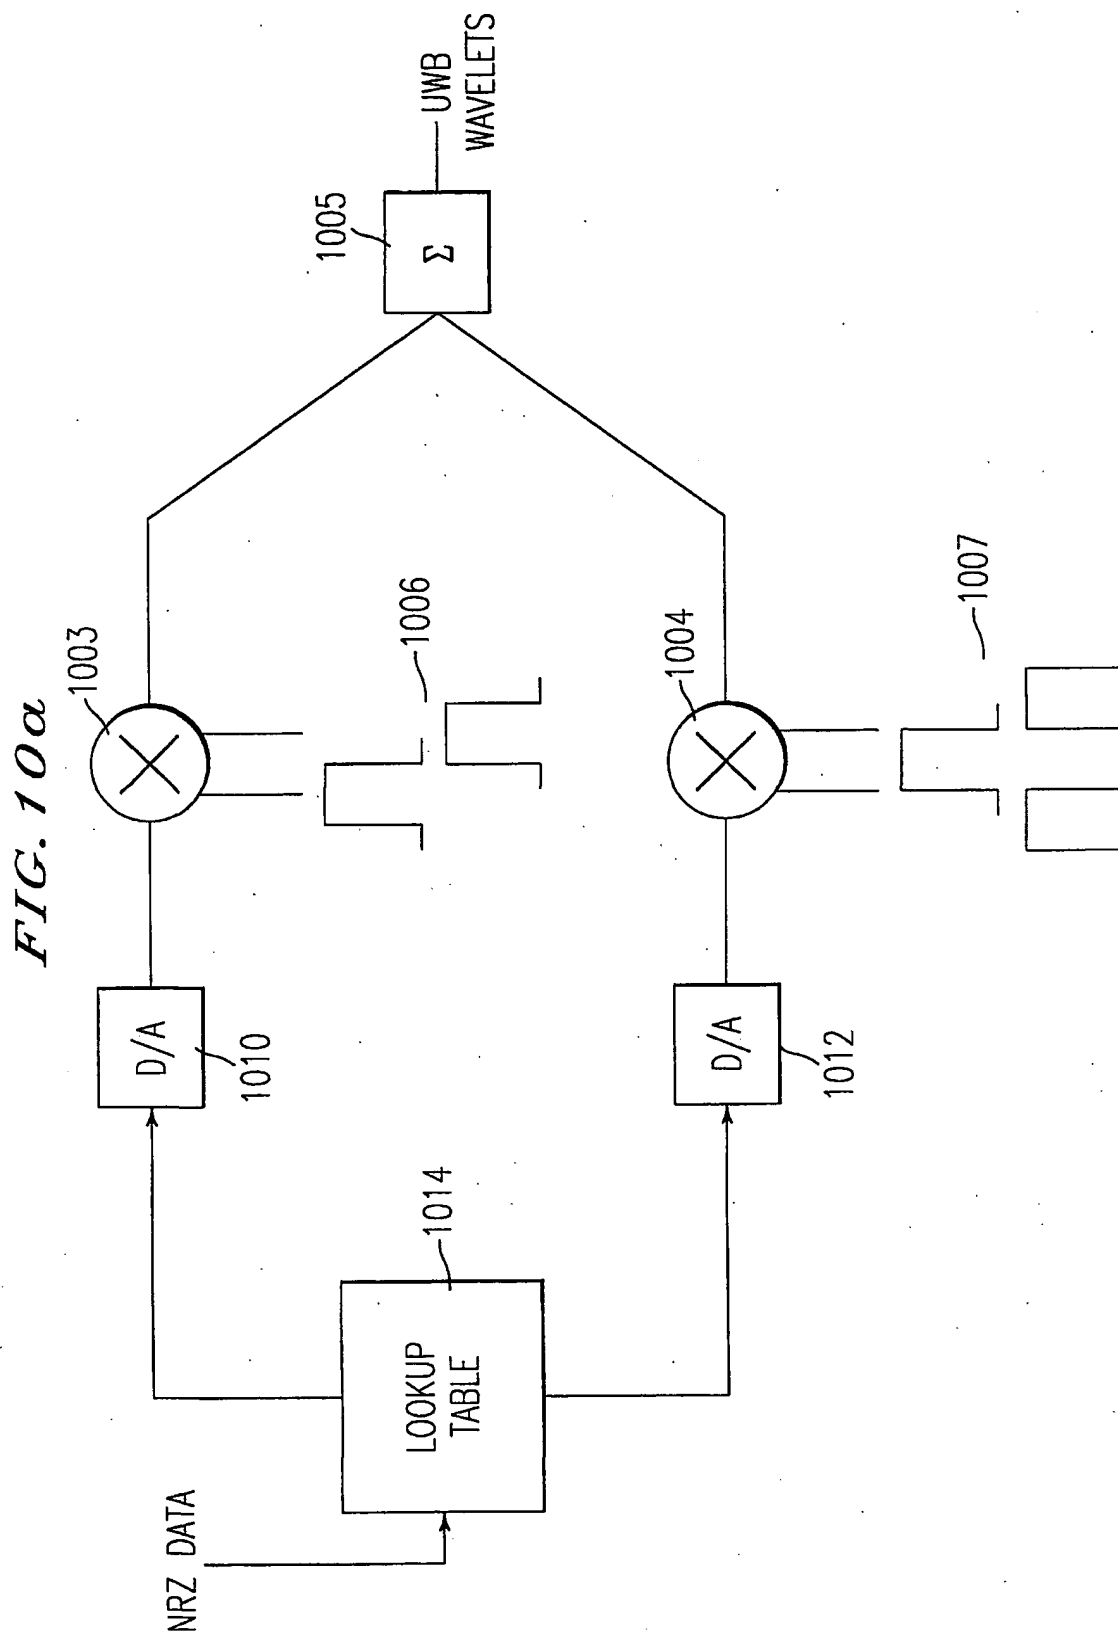 FIG. 10a
NRZ DATA
LOOKUP
TABLE
1014
D/A
1010
D/A
1012
1003
1006
1004
1007
Σ
1005
UWB
WAVELETS